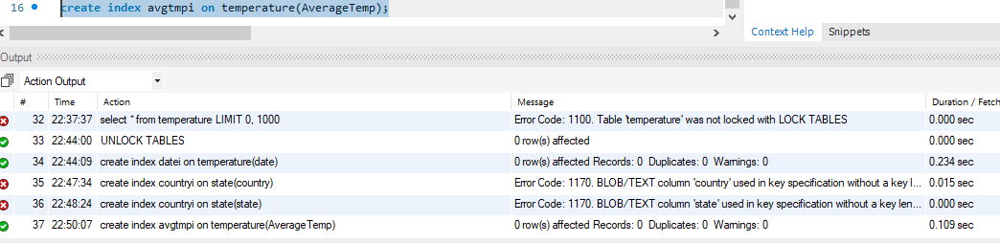 16 create index avgtmpi on temperature(AverageTemp);
Context Help Snippets
Output
Action Output
# Time Action Message Duration / Fetch
32 22:37:37 select * from temperature LIMIT 0, 1000 Error Code: 1100. Table 'temperature' was not locked with LOCK TABLES 0.000 sec
33 22:44:00 UNLOCK TABLES 0 row(s) affected 0.000 sec
34 22:44:09 create index datei on temperature(date) 0 row(s) affected Records: 0 Duplicates: 0 Warnings: 0 0.234 sec
35 22:47:34 create index countryi on state(country) Error Code: 1170. BLOB/TEXT column 'country' used in key specification without a key l... 0.015 sec
36 22:48:24 create index countryi on state(state) Error Code: 1170. BLOB/TEXT column 'state' used in key specification without a key len... 0.000 sec
37 22:50:07 create index avgtmpi on temperature(AverageTemp) 0 row(s) affected Records: 0 Duplicates: 0 Warnings: 0 0.109 sec